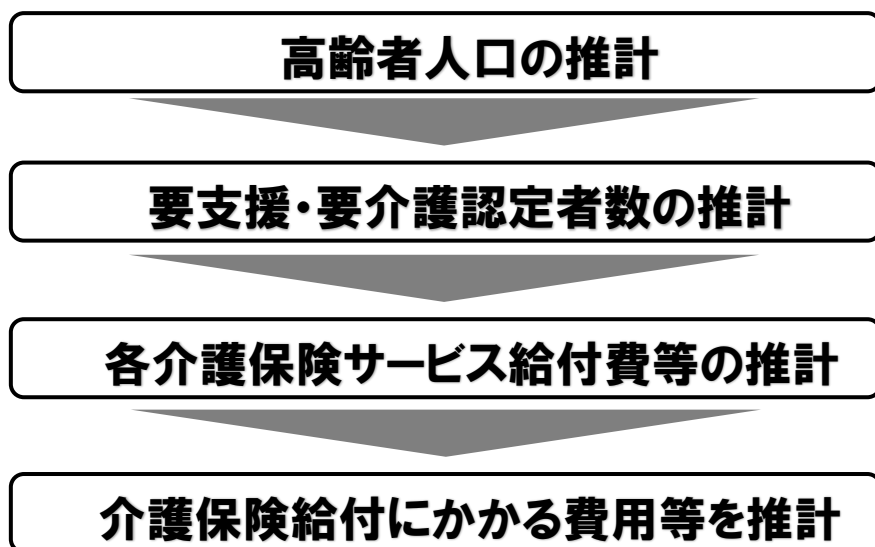 高齢者人口の推計
要支援・要介護認定者数の推計
各介護保険サービス給付費等の推計
介護保険給付にかかる費用等を推計